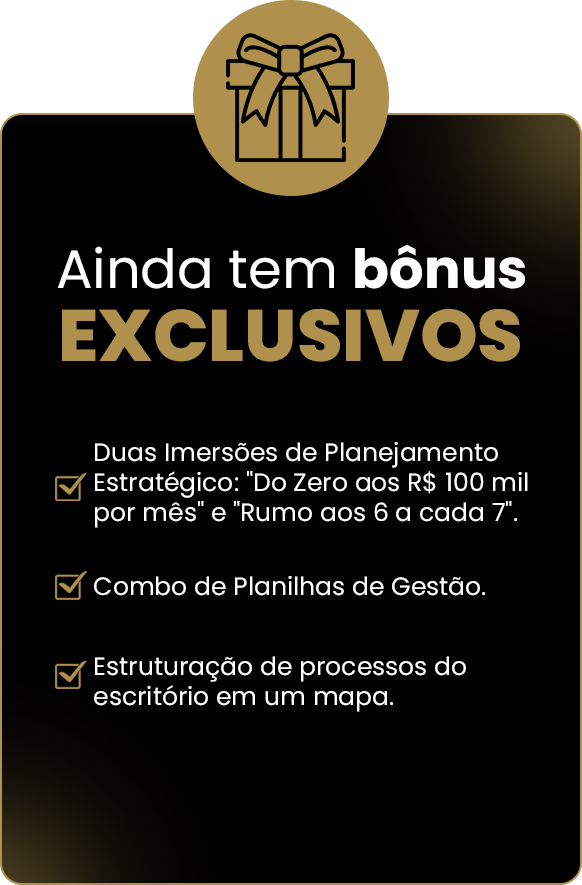 Ainda tem bônus
EXCLUSIVOS
Duas Imersões de Planejamento
Estratégico: "Do Zero aos R$ 100 mil
por mês" e "Rumo aos 6 a cada 7".
Combo de Planilhas de Gestão.
Estruturação de processos do
escritório em um mapa.